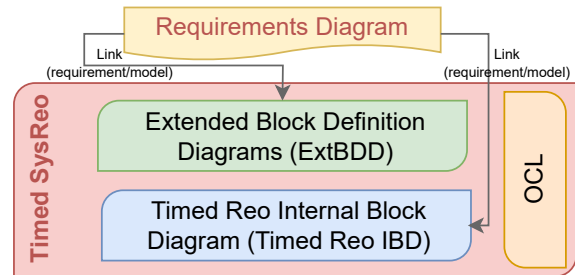 Requirements Diagram
Link
(requirement/model)
Link
(requirement/model)
Timed SysReo
Extended Block Definition
Diagrams (ExtBDD)
OCL
Timed Reo Internal Block
Diagram (Timed Reo IBD)